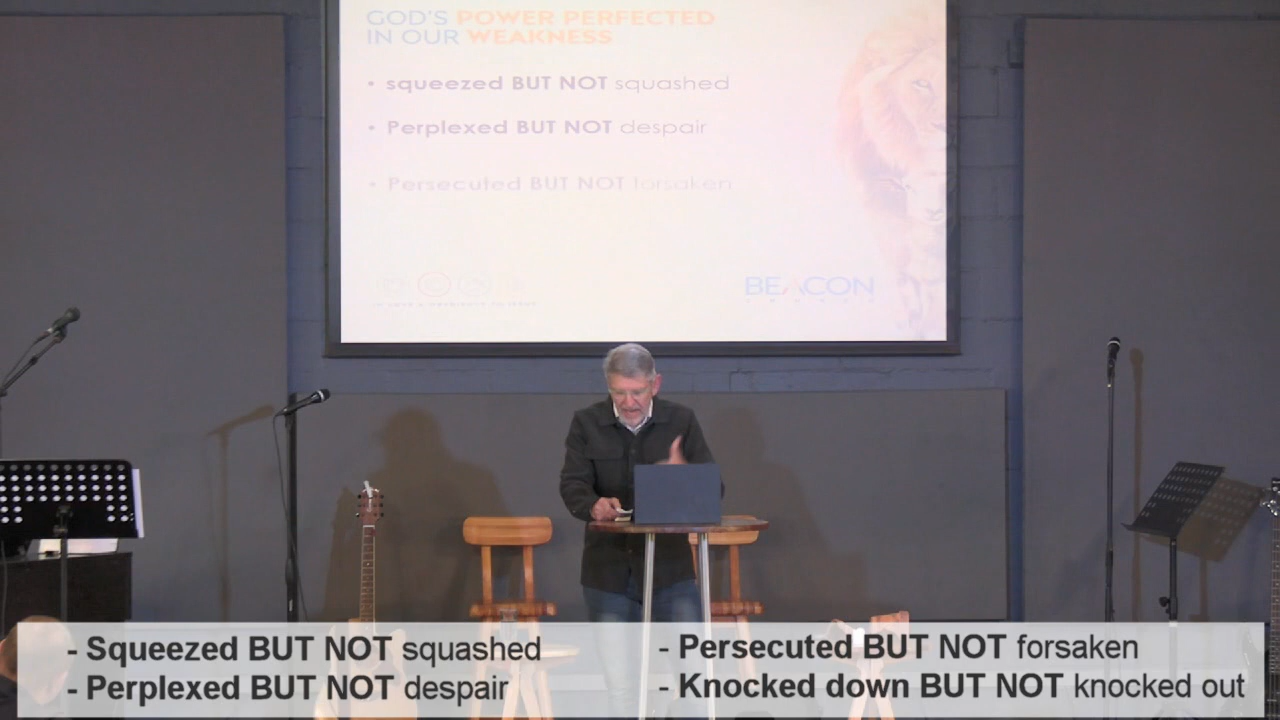 GOD'S POWER PERFECTED
IN OUR WEAKNESS
• squeezed BUT NOT squashed
• Perplexed BUT NOT despair
• Persecuted BUT NOT forsaken
BEACON
- Squeezed BUT NOT squashed
- Perplexed BUT NOT despair
- Persecuted BUT NOT forsaken
- Knocked down BUT NOT knocked out